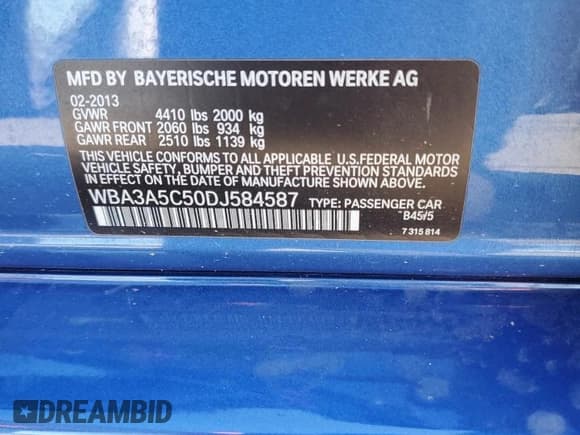 MFD BY BAYERISCHE MOTOREN WERKE AG
02-2013
GVWR 4410 lbs 2000 kg
GAWR FRONT 2060 lbs 934 kg
GAWR REAR 2510 lbs 1139 kg
THIS VEHICLE CONFORMS TO ALL APPLICABLE U.S.FEDERAL MOTOR
VEHICLE SAFETY, BUMPER, AND THEFT PREVENTION
STANDARDS IN EFFECT ON THE DATE OF MANUFACTURE SHOWN ABOVE.
WBA3A5C50DJ584587 TYPE: PASSENGER CAR
B45/5
7 315 814
DREAMBID